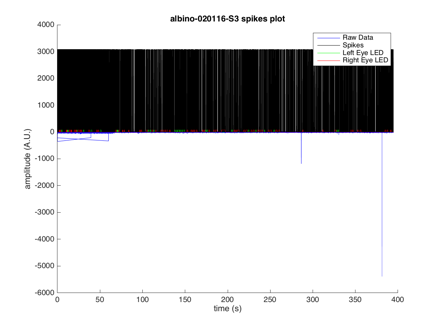 albino-020116-S3 spikes plot
4000
3000
2000
1000
0
-1000
-2000
-3000
-4000
-5000
-6000
amplitude (A.U.)
Raw Data
Spikes
Left Eye LED
Right Eye LED
0 50 100 150 200 250 300 350 400
time (s)